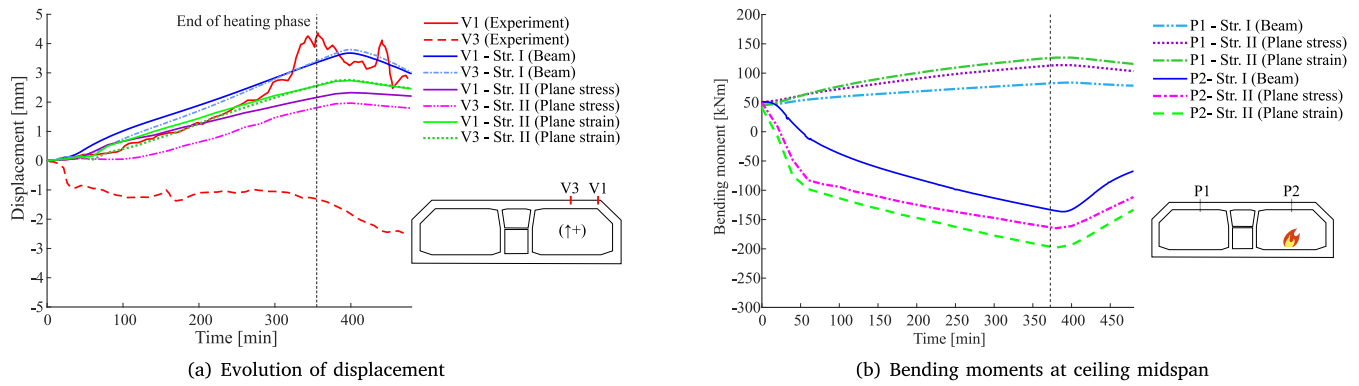 End of heating phase
Displacement [mm]
5
4
3
2
1
0
-1
-2
-3
-4
-5
0 100 200 300 400
Time [min]
V1 (Experiment)
V3 (Experiment)
V1 - Str. I (Beam)
V3 - Str. I (Beam)
V1 - Str. II (Plane stress)
V3 - Str. II (Plane stress)
V1 - Str. II (Plane strain)
V3 - Str. II (Plane strain)
V3 V1
(↑+)
(a) Evolution of displacement
Bending moment [kNm]
200
150
100
50
0
-50
-100
-150
-200
-250
-300
0 50 100 150 200 250 300 350 400 450
Time [min]
P1 - Str. I (Beam)
P1 - Str. II (Plane stress)
P1 - Str. II (Plane strain)
P2- Str. I (Beam)
P2- Str. II (Plane stress)
P2- Str. II (Plane strain)
P1 P2
(b) Bending moments at ceiling midspan